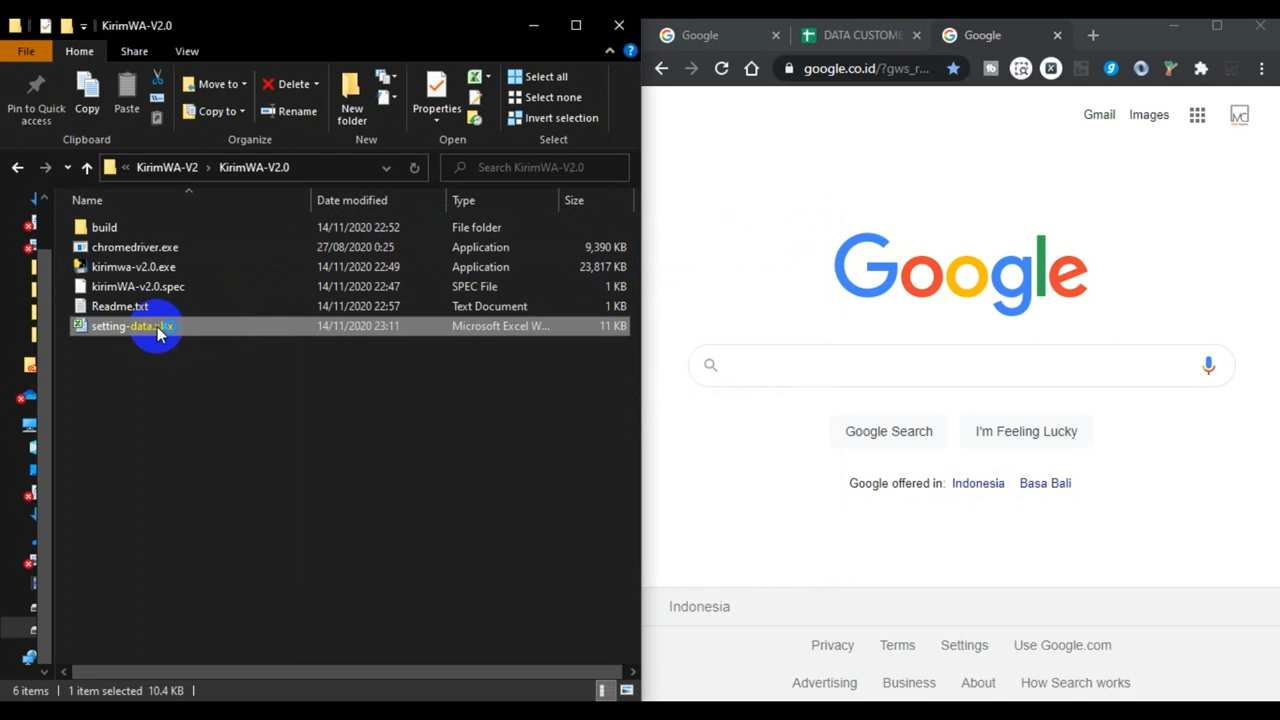 KirimWA-V2.0
File Home Share View
Pin to Quick access
Copy
Paste
Move to
Copy to
Delete
Rename
New folder
Properties
Select all
Select none
Invert selection
Clipboard Organize New Open Select
« KirimWA-V2 > KirimWA-V2.0
Search KirimWA-V2.0
Name Date modified Type Size
build 14/11/2020 22:52 File folder
chromedriver.exe 27/08/2020 0:25 Application 9,390 KB
kirimwa-v2.0.exe 14/11/2020 22:49 Application 23,817 KB
kirimWA-v2.0.spec 14/11/2020 22:47 SPEC File 1 KB
Readme.txt 14/11/2020 22:57 Text Document 1 KB
setting-data.xlsx 14/11/2020 23:11 Microsoft Excel W... 11 KB
6 items 1 item selected 10.4 KB
Google DATA CUSTOME Google
google.co.id/?gws_r...
Gmail Images
Google
Google Search I'm Feeling Lucky
Google offered in: Indonesia Basa Bali
Indonesia
Privacy Terms Settings Use Google.com
Advertising Business About How Search works